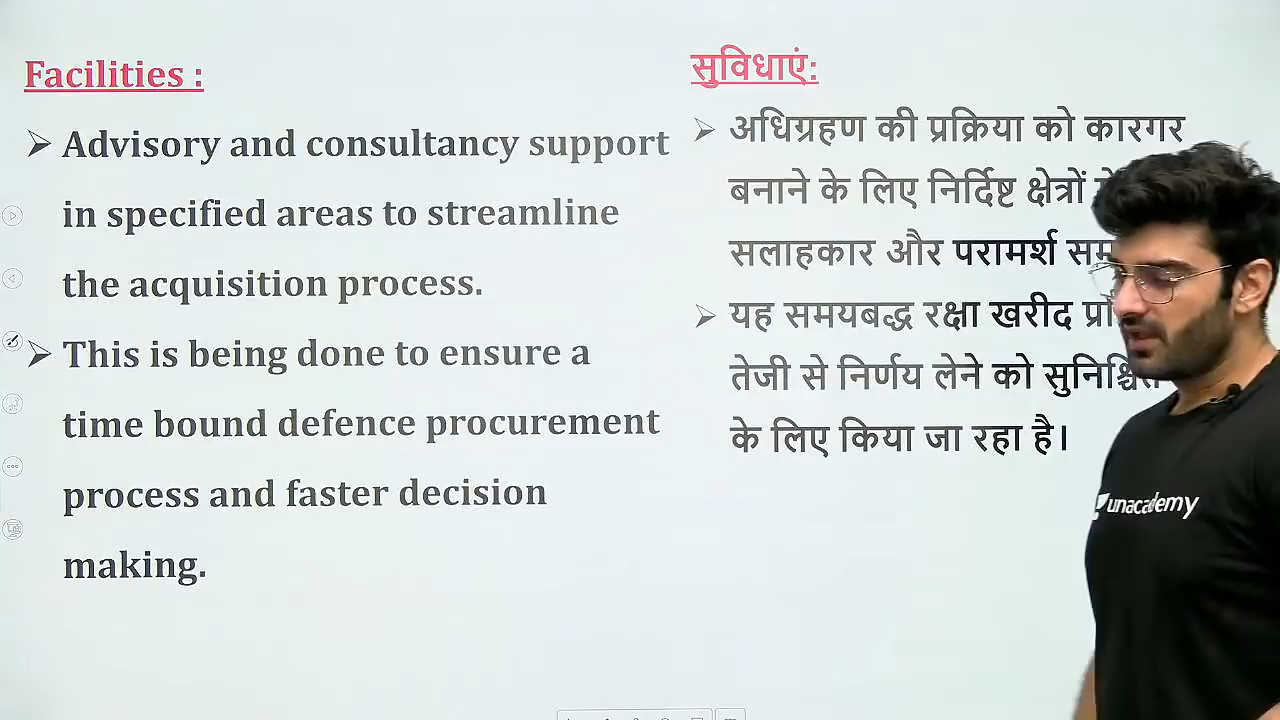 Facilities :
Advisory and consultancy support
in specified areas to streamline
the acquisition process.
This is being done to ensure a
time bound defence procurement
process and faster decision
making.
सुविधाएं:
अधिग्रहण की प्रक्रिया को कारगर
बनाने के लिए निर्दिष्ट क्षेत्रों
सलाहकार और परामर्श
यह समयबद्ध रक्षा खरीद
तेजी से निर्णय लेने को सुनिश्चित
के लिए किया जा रहा है।
unacademy